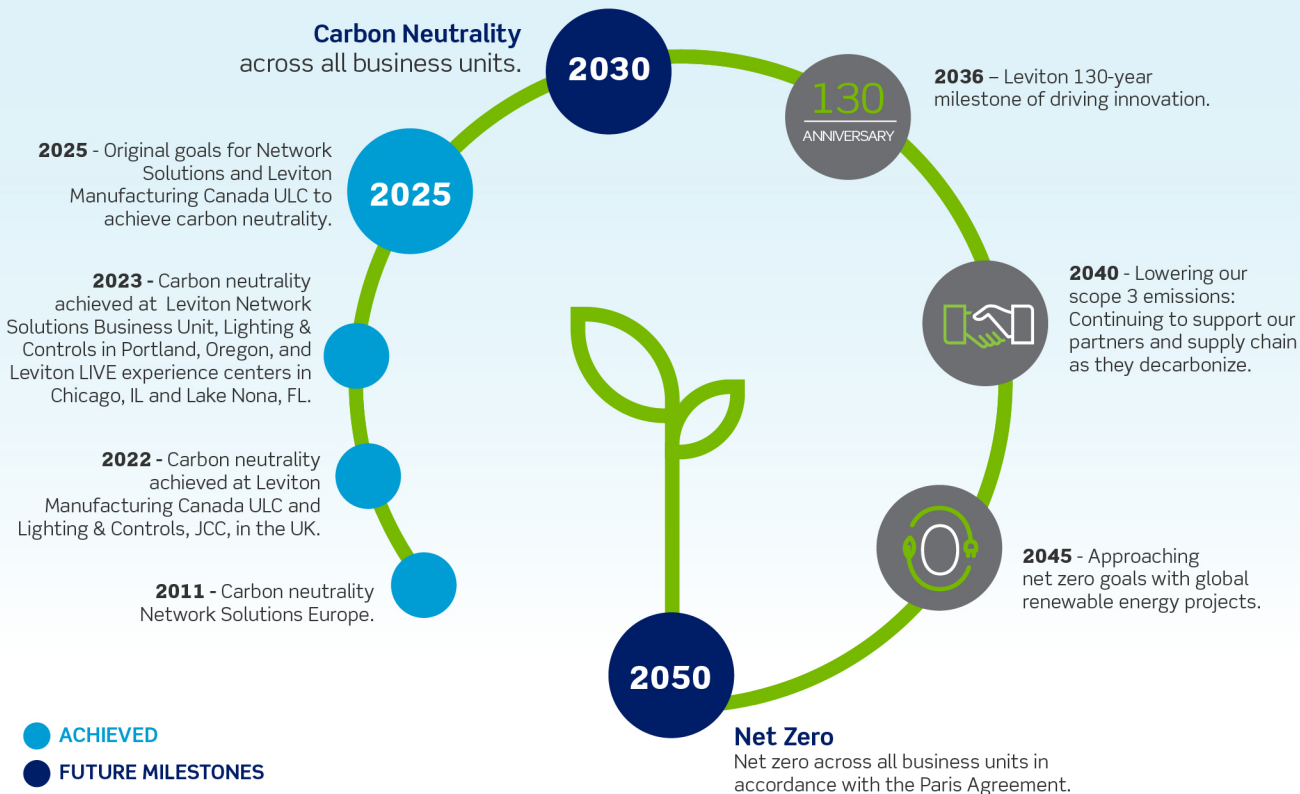 Carbon Neutrality
across all business units.
2030
130
ANNIVERSARY
2036 – Leviton 130-year
milestone of driving innovation.
2025 - Original goals for Network
Solutions and Leviton
Manufacturing Canada ULC to
achieve carbon neutrality.
2025
2023 - Carbon neutrality
achieved at Leviton Network
Solutions Business Unit, Lighting &
Controls in Portland, Oregon, and
Leviton LIVE experience centers in
Chicago, IL and Lake Nona, FL.
2040 - Lowering our
scope 3 emissions:
Continuing to support our
partners and supply chain
as they decarbonize.
2022 - Carbon neutrality
achieved at Leviton
Manufacturing Canada ULC and
Lighting & Controls, JCC, in the UK.
0
2045 - Approaching
net zero goals with global
renewable energy projects.
2011 - Carbon neutrality
Network Solutions Europe.
2050
Net Zero
Net zero across all business units in
accordance with the Paris Agreement.
ACHIEVED
FUTURE MILESTONES